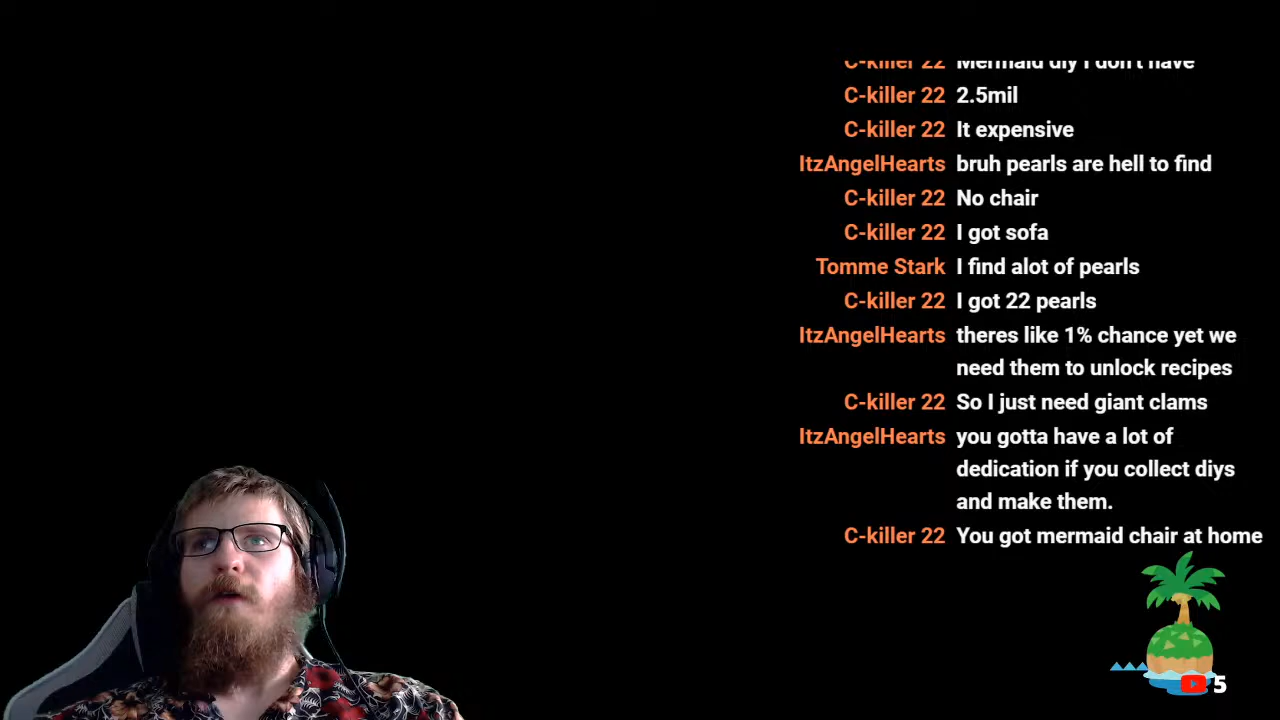 C-killer 22 Mermaid diy I don't have
C-killer 22 2.5mil
C-killer 22 It expensive
ItzAngelHearts bruh pearls are hell to find
C-killer 22 No chair
C-killer 22 I got sofa
Tomme Stark I find alot of pearls
C-killer 22 I got 22 pearls
ItzAngelHearts theres like 1% chance yet we
need them to unlock recipes
C-killer 22 So I just need giant clams
ItzAngelHearts you gotta have a lot of
dedication if you collect diys
and make them.
C-killer 22 You got mermaid chair at home
5